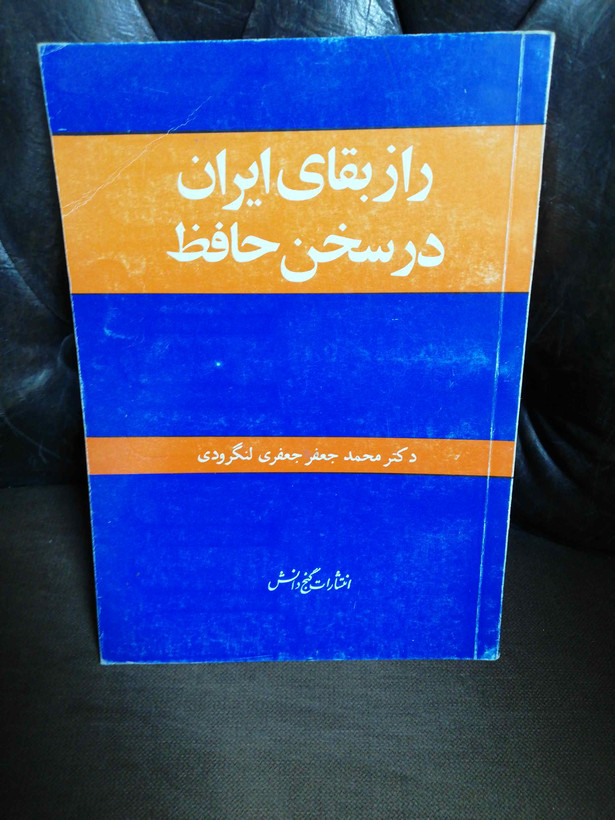 راز بقای ایران
در سخن حافظ
دکتر محمد جعفر جعفری لنگرودی
انتشارات گنج دانش